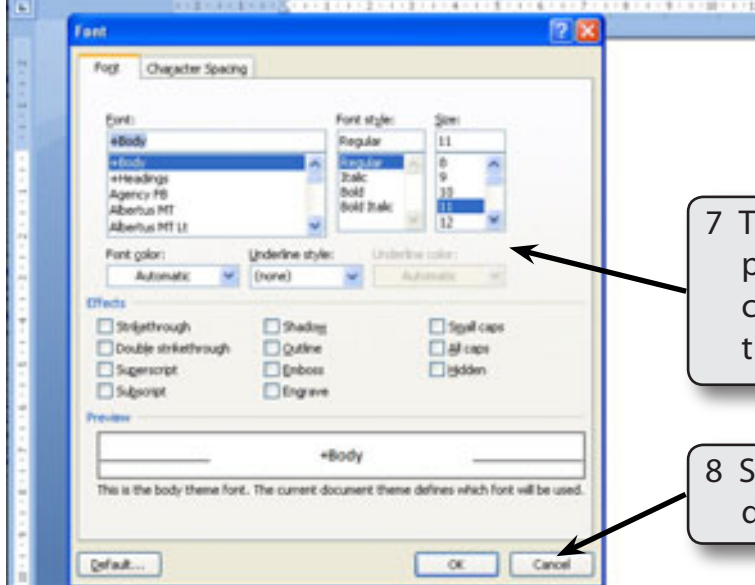 Font
Font Character Spacing
Font: Font style: Size:
+Body Regular 11
+Body Regular 8
+Headings Italic 9
Agency FB Bold 10
Albertus MT Bold Italic 11
Albertus MT Lt 12
Font color: Underline style: Underline color:
Automatic (none) Automatic
Effects
Strikethrough Shadow Small caps
Double strikethrough Outline All caps
Superscript Emboss Hidden
Subscript Engrave
Preview
+Body
This is the body theme font. The current document theme defines which font will be used.
Default... OK Cancel
7 T
p
c
t
8 S